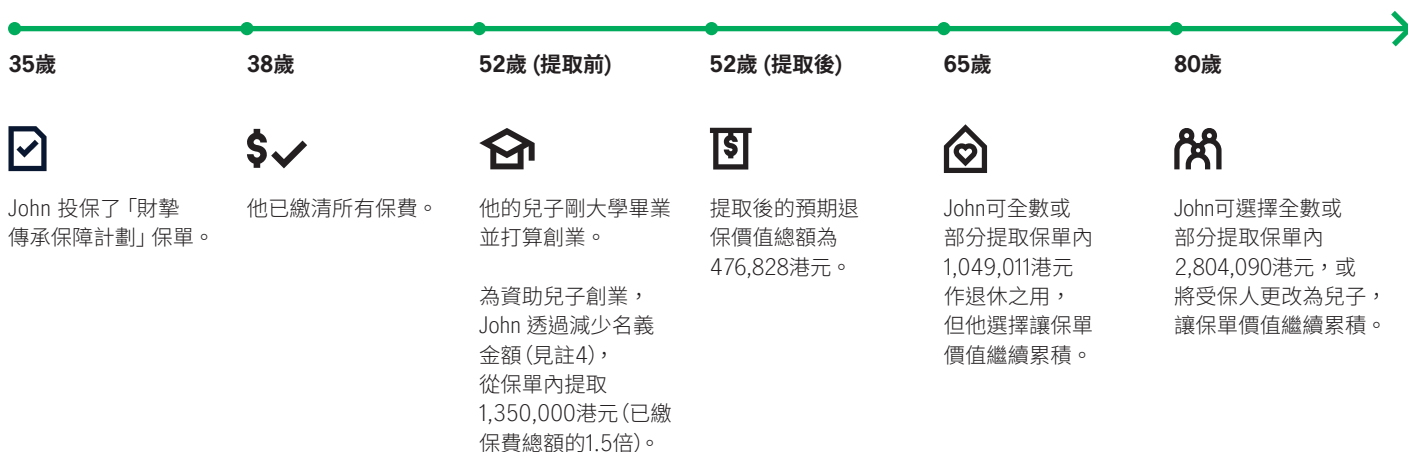 35歲
38歲
52歲 (提取前)
52歲 (提取後)
65歲
80歲
John 投保了「財摯
傳承保障計劃」保單。
他已繳清所有保費。
他的兒子剛大學畢業
並打算創業。
為資助兒子創業，
John 透過減少名義
金額 (見註4)，
從保單內提取
1,350,000港元 (已繳
保費總額的1.5倍)。
提取後的預期退
保價值總額為
476,828港元。
John可全數或
部分提取保單內
1,049,011港元
作退休之用，
但他選擇讓保單
價值繼續累積。
John可選擇全數或
部分提取保單內
2,804,090港元，或
將受保人更改為兒子，
讓保單價值繼續累積。